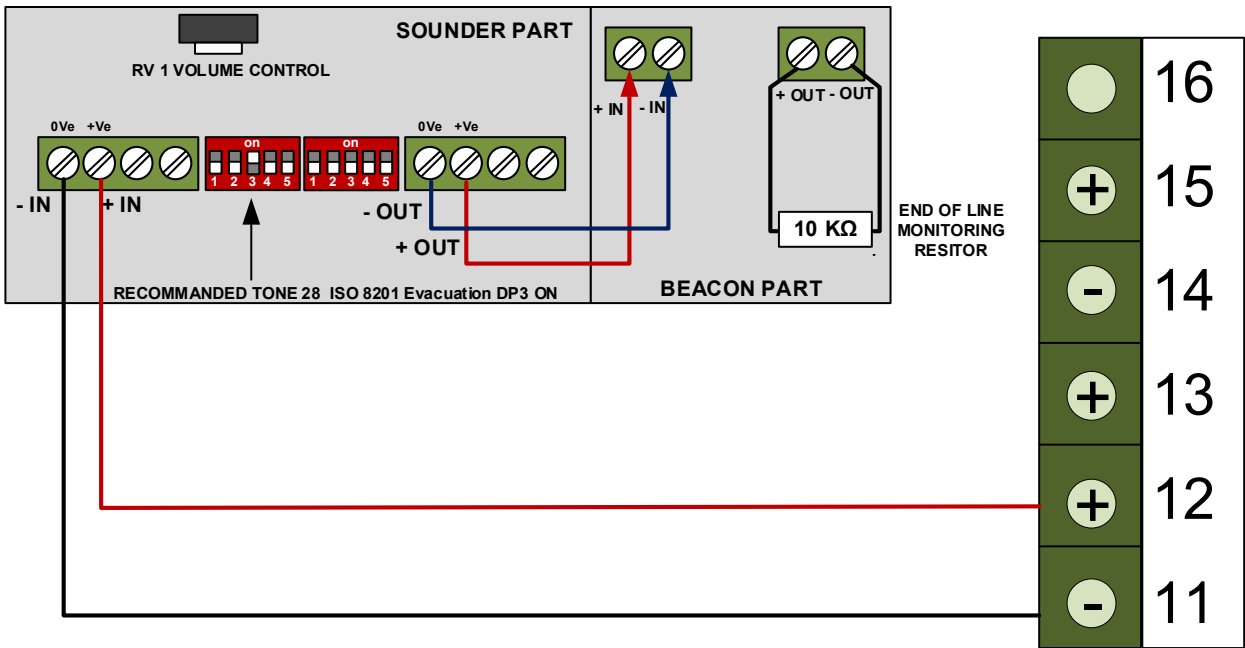 SOUNDER PART
RV 1 VOLUME CONTROL
0Ve +Ve
on
1 2 3 4 5
on
1 2 3 4 5
0Ve +Ve
- IN
+ IN
- OUT
+ OUT
RECOMMANDED TONE 28 ISO 8201 Evacuation DP3 ON
+ IN - IN
+ OUT - OUT
10 KΩ
BEACON PART
END OF LINE
MONITORING
RESITOR
16
+ 15
- 14
+ 13
+ 12
- 11